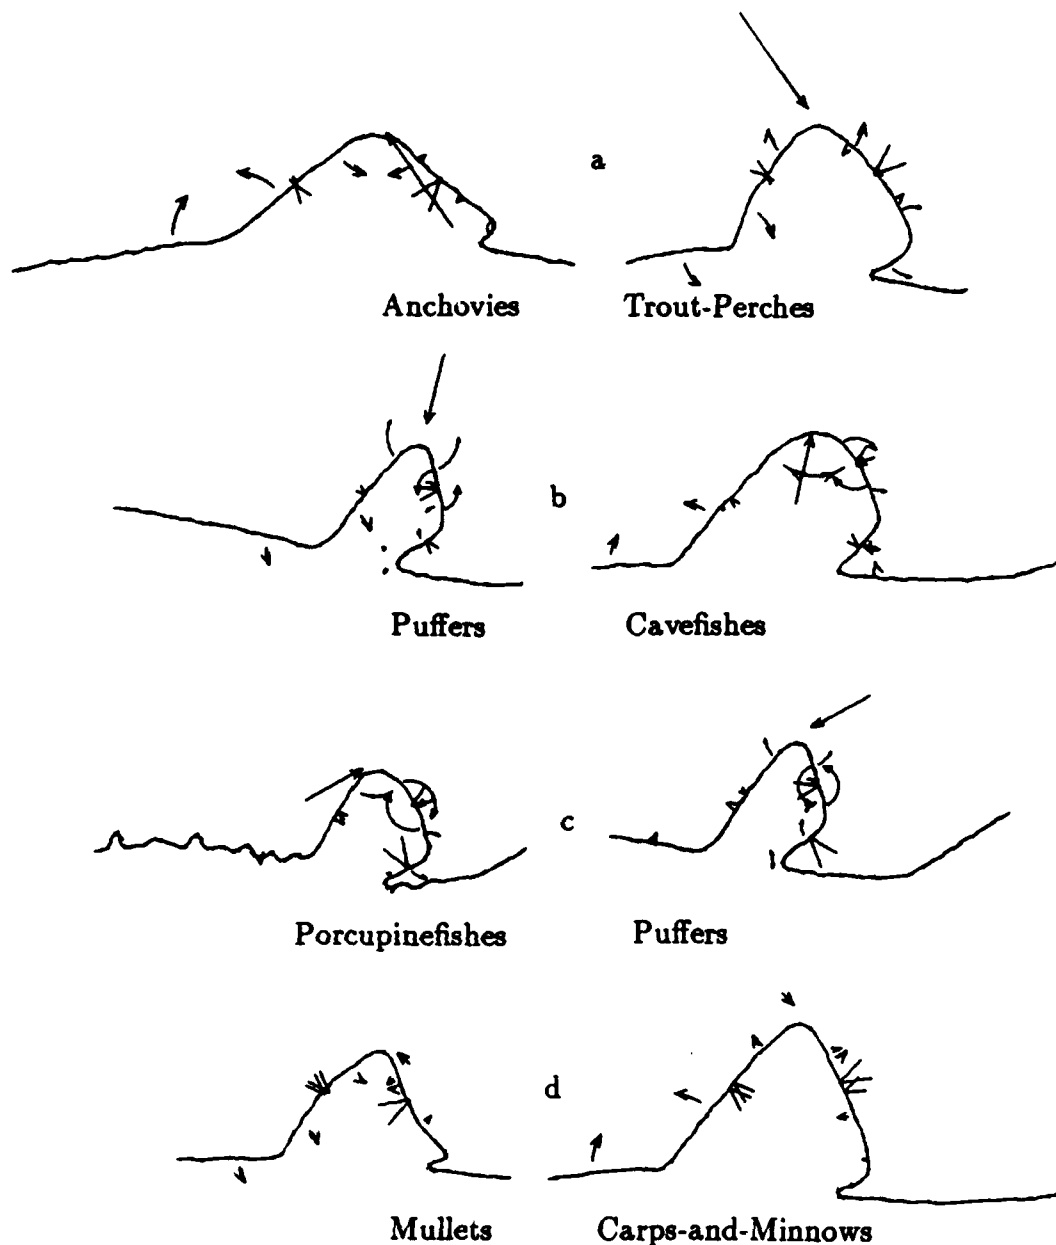 a
Anchovies Trout-Perches
b
Puffers Cavefishes
c
Porcupinefishes Puffers
d
Mullets Carps-and-Minnows